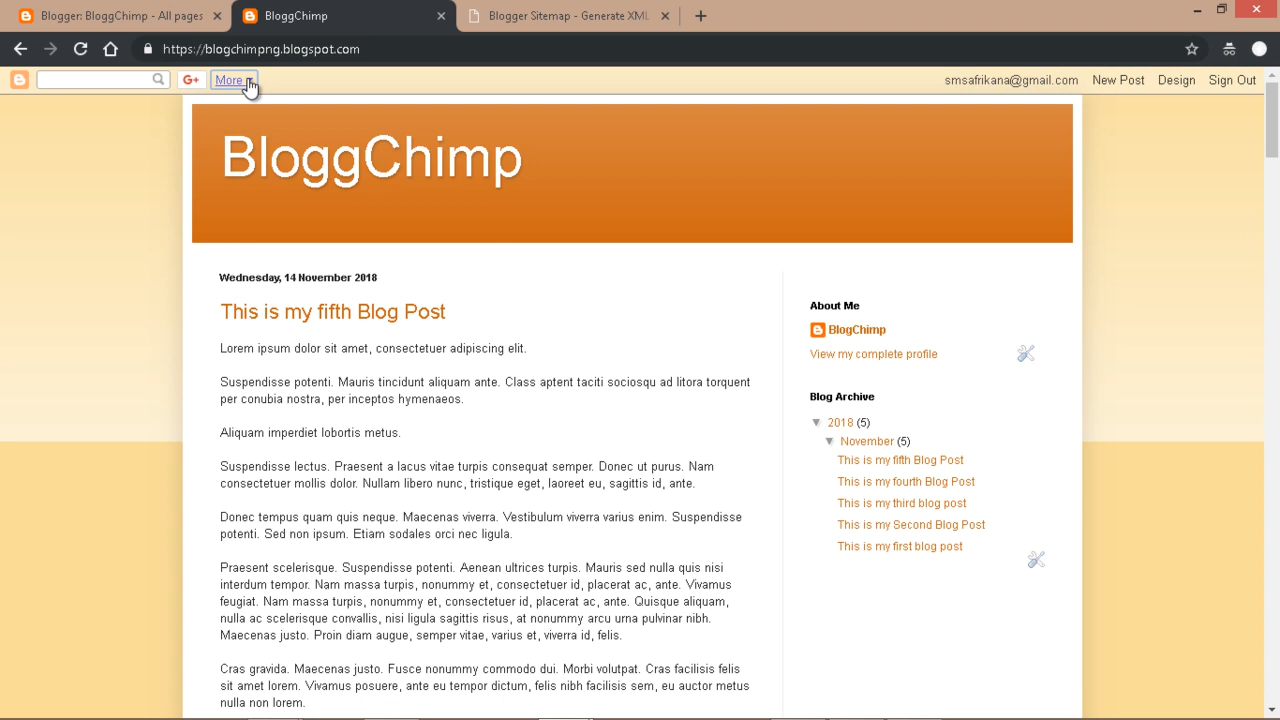 Blogger: BloggChimp - All pages
BloggChimp
Blogger Sitemap - Generate XML
https://blogchimpng.blogspot.com
G+
More
smsafrikana@gmail.com
New Post
Design
Sign Out
BloggChimp
Wednesday, 14 November 2018
This is my fifth Blog Post
Lorem ipsum dolor sit amet, consectetuer adipiscing elit.
Suspendisse potenti. Mauris tincidunt aliquam ante. Class aptent taciti sociosqu ad litora torquent
per conubia nostra, per inceptos hymenaeos.
Aliquam imperdiet lobortis metus.
Suspendisse lectus. Praesent a lacus vitae turpis consequat semper. Donec ut purus. Nam
consectetuer mollis dolor. Nullam libero nunc, tristique eget, laoreet eu, sagittis id, ante.
Donec tempus quam quis neque. Maecenas viverra. Vestibulum viverra varius enim. Suspendisse
potenti. Sed non ipsum. Etiam sodales orci nec ligula.
Praesent scelerisque. Suspendisse potenti. Aenean ultrices turpis. Mauris sed nulla quis nisi
interdum tempor. Nam massa turpis, nonummy et, consectetuer id, placerat ac, ante. Vivamus
feugiat. Nam massa turpis, nonummy et, consectetuer id, placerat ac, ante. Quisque aliquam,
nulla ac scelerisque convallis, nisi ligula sagittis risus, at nonummy arcu urna pulvinar nibh.
Maecenas justo. Proin diam augue, semper vitae, varius et, viverra id, felis.
Cras gravida. Maecenas justo. Fusce nonummy commodo dui. Morbi volutpat. Cras facilisis felis
sit amet lorem. Vivamus posuere, ante eu tempor dictum, felis nibh facilisis sem, eu auctor metus
nulla non lorem.
About Me
BlogChimp
View my complete profile
Blog Archive
▼ 2018 (5)
▼ November (5)
This is my fifth Blog Post
This is my fourth Blog Post
This is my third blog post
This is my Second Blog Post
This is my first blog post